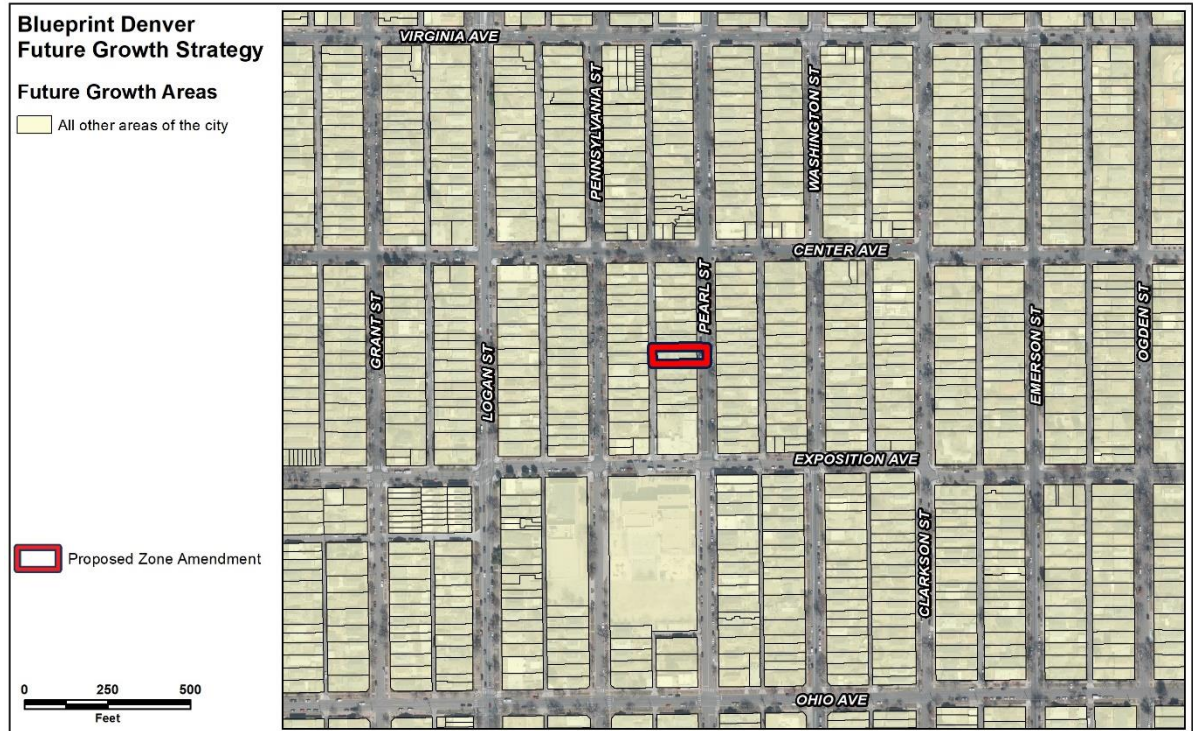 Blueprint Denver
Future Growth Strategy
Future Growth Areas
All other areas of the city
Proposed Zone Amendment
0 250 500
Feet
VIRGINIA AVE
PENNSYLVANIA ST
WASHINGTON ST
CENTER AVE
GRANT ST
LOGAN ST
PEARL ST
EMERSON ST
OGDEN ST
EXPOSITION AVE
CLARKSON ST
OHIO AVE